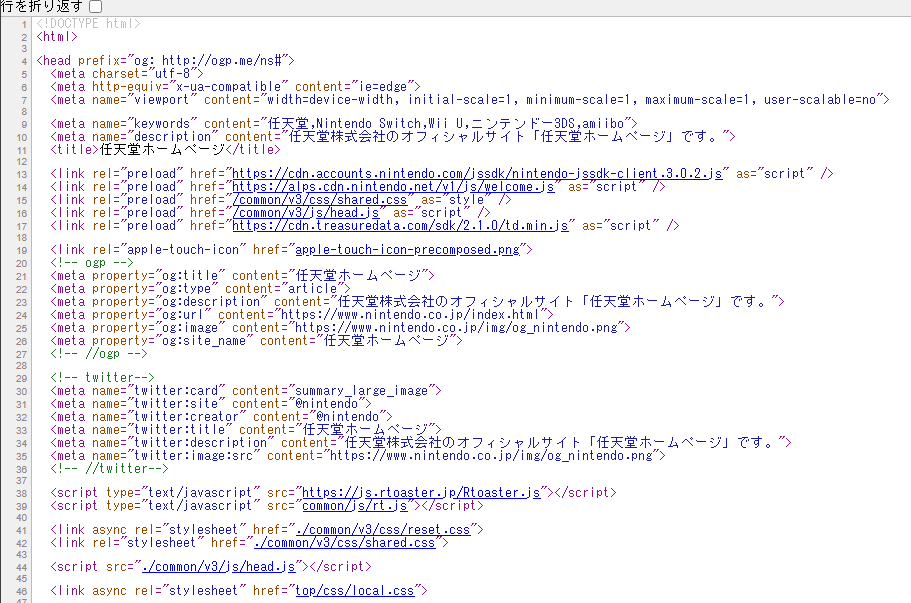 行を折り返す
1 <!DOCTYPE html>
2 <html>
3
4 <head prefix="og: http://ogp.me/ns#">
5 <meta charset="utf-8">
6 <meta http-equiv="x-ua-compatible" content="ie=edge">
7 <meta name="viewport" content="width=device-width, initial-scale=1, minimum-scale=1, maximum-scale=1, user-scalable=no">
8
9 <meta name="keywords" content="任天堂,Nintendo Switch,Wii U,ニンテンドー3DS,amiibo">
10 <meta name="description" content="任天堂株式会社のオフィシャルサイト「任天堂ホームページ」です。">
11 <title>任天堂ホームページ</title>
12
13 <link rel="preload" href="https://cdn.accounts.nintendo.com/jssdk/nintendo-jssdk-client.3.0.2.js" as="script" />
14 <link rel="preload" href="https://alps.cdn.nintendo.net/v1/js/welcome.js" as="script" />
15 <link rel="preload" href="/common/v3/css/shared.css" as="style" />
16 <link rel="preload" href="/common/v3/js/head.js" as="script" />
17 <link rel="preload" href="https://cdn.treasuredata.com/sdk/2.1.0/td.min.js" as="script" />
18
19 <link rel="apple-touch-icon" href="apple-touch-icon-precomposed.png">
20 <!-- ogp -->
21 <meta property="og:title" content="任天堂ホームページ">
22 <meta property="og:type" content="article">
23 <meta property="og:description" content="任天堂株式会社のオフィシャルサイト「任天堂ホームページ」です。">
24 <meta property="og:url" content="https://www.nintendo.co.jp/index.html">
25 <meta property="og:image" content="https://www.nintendo.co.jp/img/og_nintendo.png">
26 <meta property="og:site_name" content="任天堂ホームページ">
27 <!-- //ogp -->
28
29 <!-- twitter-->
30 <meta name="twitter:card" content="summary_large_image">
31 <meta name="twitter:site" content="@nintendo">
32 <meta name="twitter:creator" content="@nintendo">
33 <meta name="twitter:title" content="任天堂ホームページ">
34 <meta name="twitter:description" content="任天堂株式会社のオフィシャルサイト「任天堂ホームページ」です。">
35 <meta name="twitter:image:src" content="https://www.nintendo.co.jp/img/og_nintendo.png">
36 <!-- //twitter-->
37
38 <script type="text/javascript" src="https://js.rtoaster.jp/Rtoaster.js"></script>
39 <script type="text/javascript" src="common/js/rt.js"></script>
40
41 <link async rel="stylesheet" href="./common/v3/css/reset.css">
42 <link rel="stylesheet" href="./common/v3/css/shared.css">
43
44 <script src="./common/v3/js/head.js"></script>
45
46 <link async rel="stylesheet" href="top/css/local.css">
47